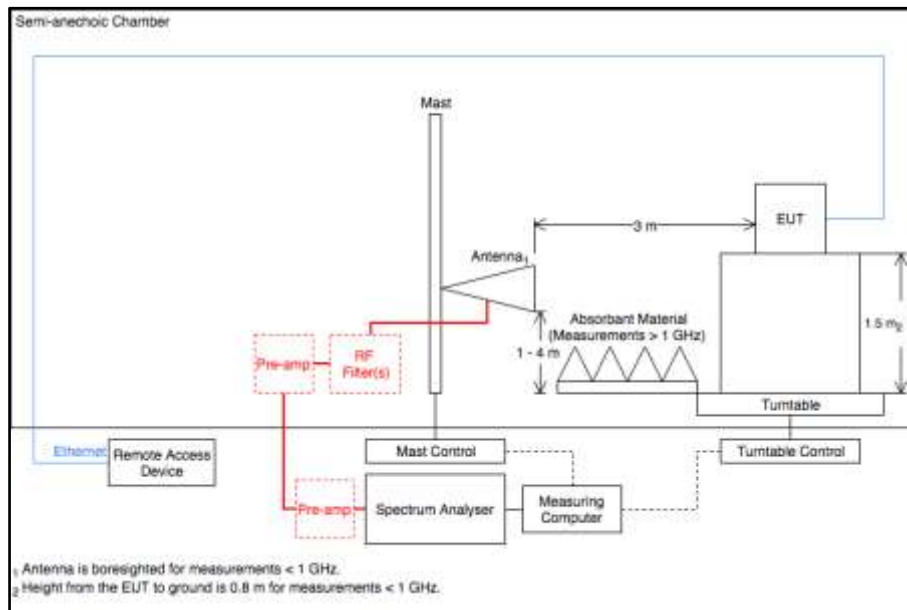 Semi-anechoic Chamber
Mast
EUT
3 m
Antenna1
Absorbant Material
(Measurements > 1 GHz)
1.5 m2
1 - 4 m
Pre-amp
RF
Filter(s)
Turntable
Ethernet
Remote Access
Device
Mast Control
Turntable Control
Pre-amp
Spectrum Analyser
Measuring
Computer
1 Antenna is boresighted for measurements < 1 GHz.
2 Height from the EUT to ground is 0.8 m for measurements < 1 GHz.